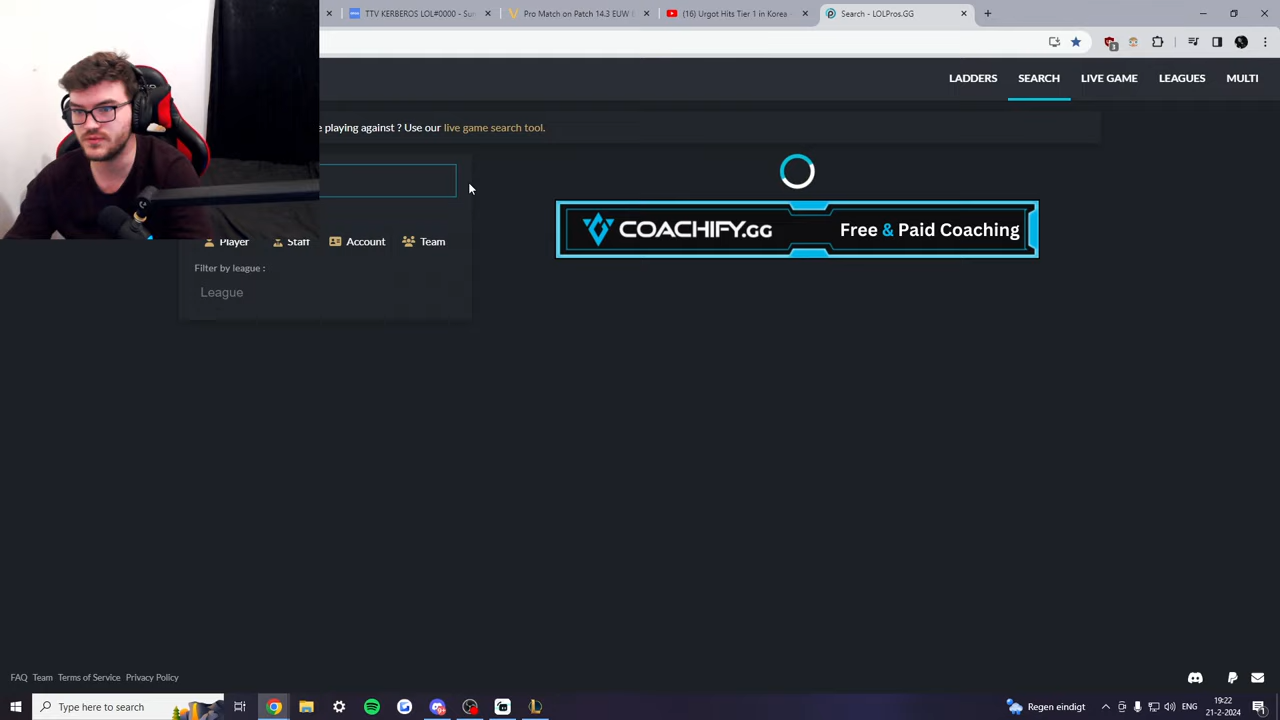 TTV KERBEROS LOL#0000 - Su
Pro Match on Patch 14.3 EUW
(16) Urgot Hits Tier 1 in Korea -
Search - LOLPros.GG
LADDERS
SEARCH
LIVE GAME
LEAGUES
MULTI
e playing against ? Use our live game search tool.
Player
Staff
Account
Team
Filter by league :
League
COACHIFY.GG
Free & Paid Coaching
FAQ Team Terms of Service Privacy Policy
Type here to search
Regen eindigt
ENG
19:22
21-2-2024